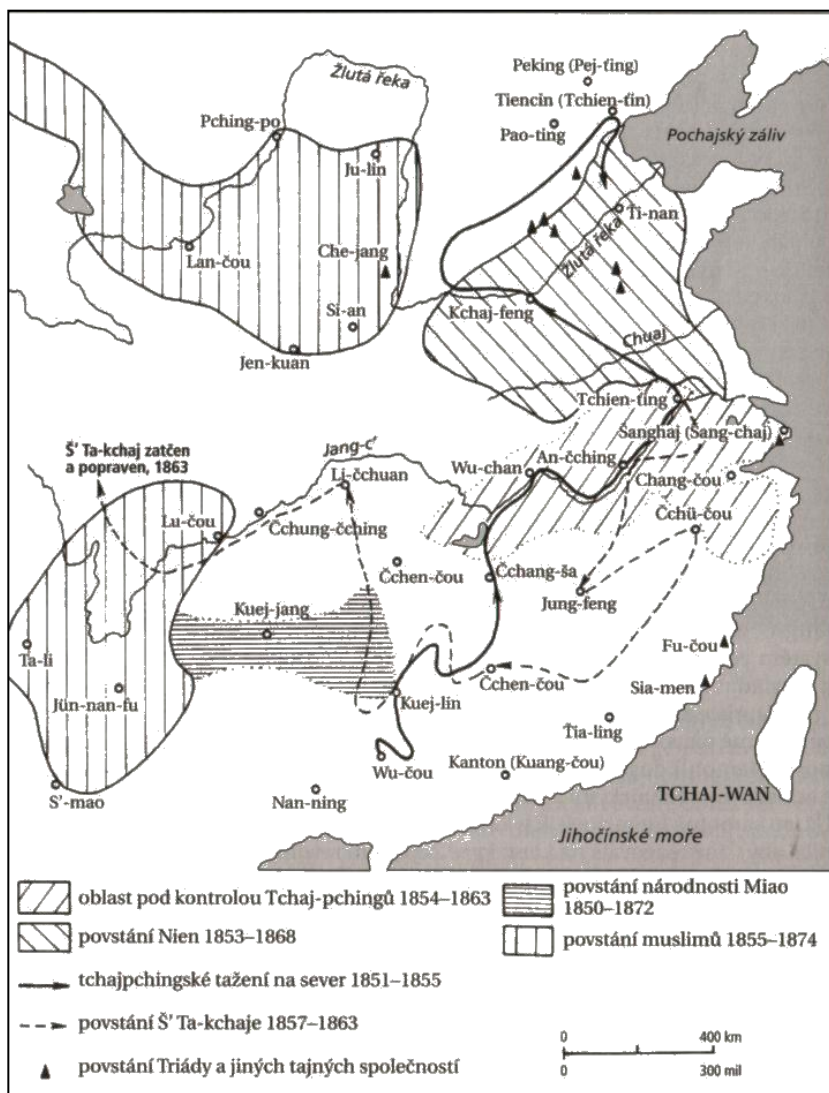 Žlutá řeka
Peking (Pej-ťing)
Tiencin (Tchien-ťin)
Pching-po
Pao-ting
Pochajský záliv
Ju-lin
Ťi-nan
Lan-čou
Che-jang
Žlutá řeka
Si-an
Kchaj-feng
Jen-kuan
Chuaj
Tchien-ťing
Š' Ta-kchaj zatčen
a popraven, 1863
Jang-c'
Sanghaj (Sang-chaj)
Li-čchuan
Wu-chan
An-čching
Chang-čou
Lu-čou
Čchung-čching
Čchü-čou
Čchen-čou
Čchang-ša
Jung-feng
Kuej-jang
Ta-li
Fu-čou
Jün-nan-fu
Kuej-lin
Čchen-čou
Sia-men
Ťia-ling
Wu-čou
Kanton (Kuang-čou)
S'-mao
Nan-ning
TCHAJ-WAN
Jihočínské moře
oblast pod kontrolou Tchaj-pchingů 1854–1863
povstání národnosti Miao
1850–1872
povstání Nien 1853–1868
povstání muslimů 1855–1874
tchajpchingské tažení na sever 1851–1855
povstání Š' Ta-kchaje 1857–1863
0 400 km
0 300 mil
povstání Triády a jiných tajných společností